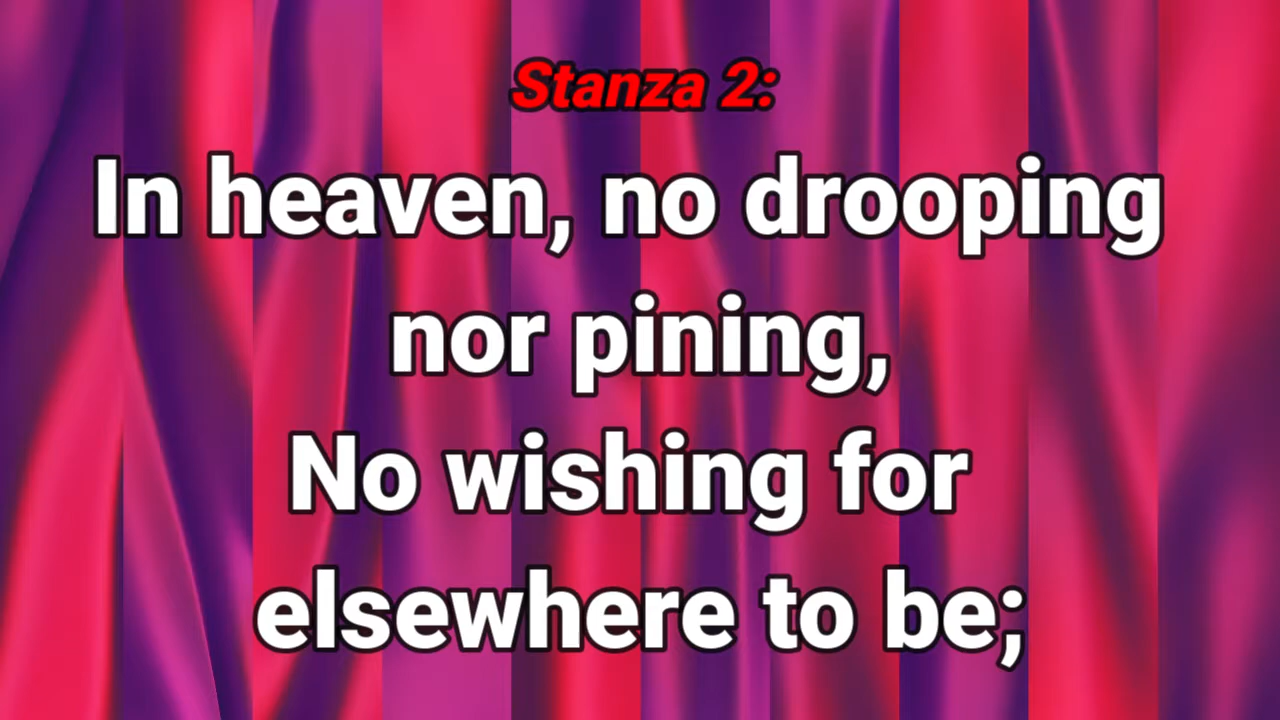 Stanza 2:
In heaven, no drooping
nor pining,
No wishing for
elsewhere to be;